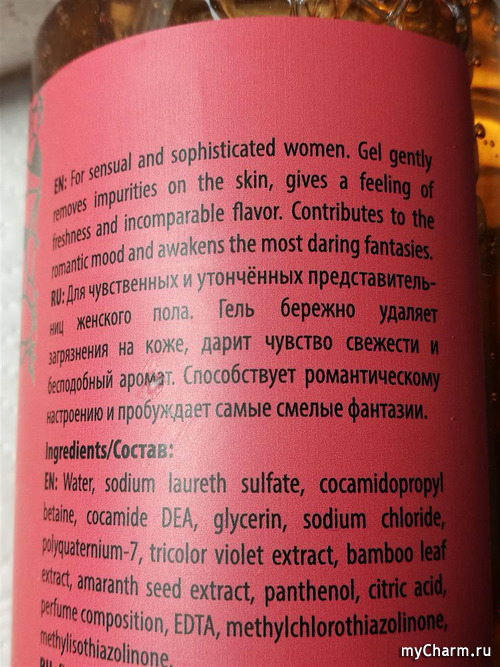 EN: For sensual and sophisticated women. Gel gently
removes impurities on the skin, gives a feeling of
freshness and incomparable flavor. Contributes to the
romantic mood and awakens the most daring fantasies.
RU: Для чувственных и утончённых представитель-
ниц женского пола. Гель бережно удаляет
загрязнения на коже, дарит чувство свежести и
бесподобный аромат. Способствует романтическому
настроению и пробуждает самые смелые фантазии.
Ingredients/Состав:
EN: Water, sodium laureth sulfate, cocamidopropyl
betaine, cocamide DEA, glycerin, sodium chloride,
polyquaternium-7, tricolor violet extract, bamboo leaf
extract, amaranth seed extract, panthenol, citric acid,
perfume composition, EDTA, methylchlorothiazolinone,
methylisothiazolinone.
myCharm.ru